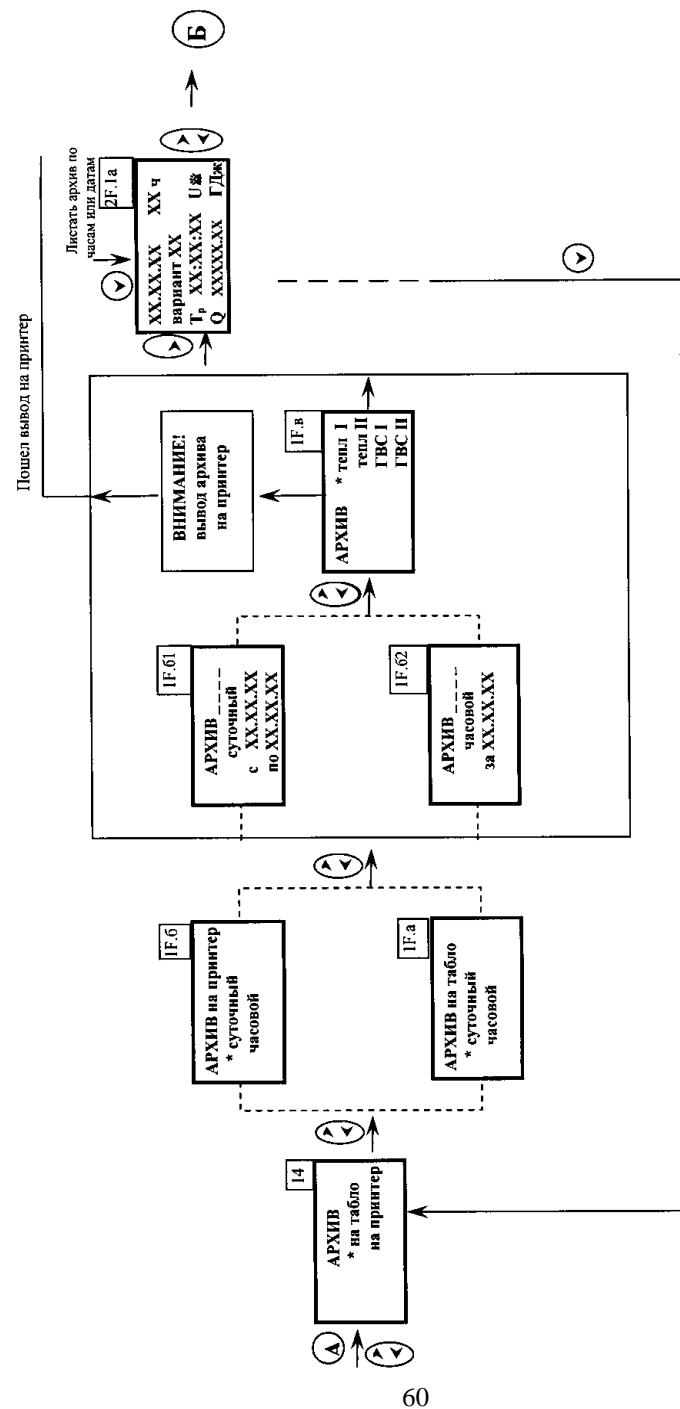 А
14
АРХИВ
* на табло
на принтер
1F.б
АРХИВ на принтер
* суточный
часовой
1F.а
АРХИВ на табло
* суточный
часовой
1F.б1
АРХИВ _ _ _ _ _
суточный
с XX.XX.XX
по XX.XX.XX
1F.б2
АРХИВ _ _ _ _ _
часовой
за XX.XX.XX
ВНИМАНИЕ!
вывод архива
на принтер
1F.в
АРХИВ * тепл I
тепл II
ГВС I
ГВС II
Пошел вывод на принтер
Листать архив по
часам или датам
2F.1а
XX.XX.XX XX ч
вариант XX
Tр XX:XX:XX U
Q XXXXX.XX ГДж
Б
60